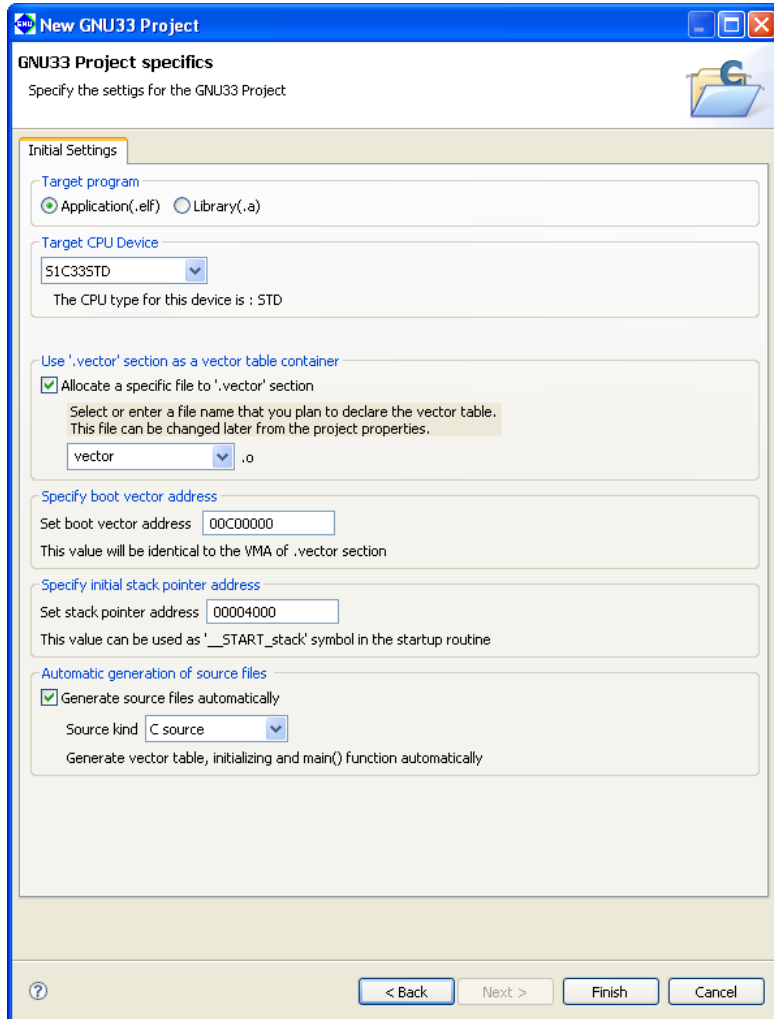 GNU
New GNU33 Project
GNU33 Project specifics
Specify the settigs for the GNU33 Project
C
Initial Settings
Target program
Application(.elf) Library(.a)
Target CPU Device
S1C33STD
The CPU type for this device is : STD
Use '.vector' section as a vector table container
Allocate a specific file to '.vector' section
Select or enter a file name that you plan to declare the vector table.
This file can be changed later from the project properties.
vector .o
Specify boot vector address
Set boot vector address 00C00000
This value will be identical to the VMA of .vector section
Specify initial stack pointer address
Set stack pointer address 00004000
This value can be used as '__START_stack' symbol in the startup routine
Automatic generation of source files
Generate source files automatically
Source kind C source
Generate vector table, initializing and main() function automatically
? < Back Next > Finish Cancel